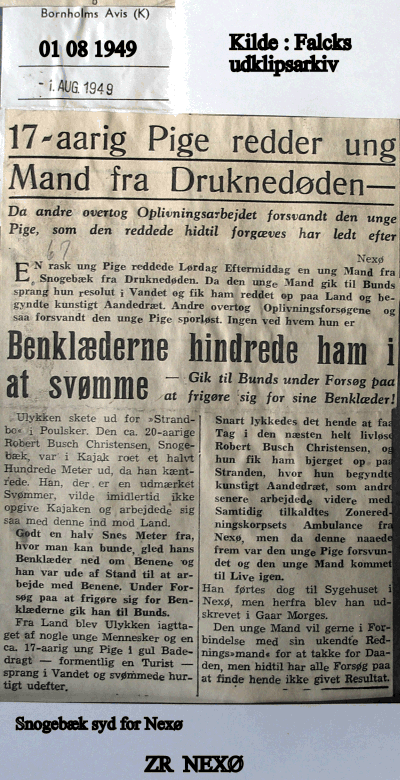 Bornholms Avis (K)
01 08 1949
- 1. AUG. 1949
Kilde : Falcks
udklipsarkiv
17-aarig Pige redder ung
Mand fra Druknedøden—
Da andre overtog Oplivningsarbejdet forsvandt den unge
Pige, som den reddede hidtil forgæves har ledt efter
67
Nexø
EN rask ung Pige reddede Lørdag Eftermiddag en ung Mand fra
Snogebæk fra Druknedøden. Da den unge Mand gik til Bunds
sprang hun resolut i Vandet og fik ham reddet op paa Land og be-
gyndte kunstigt Aandedræt. Andre overtog Oplivningsforsøgene og
saa forsvandt den unge Pige sporløst. Ingen ved hvem hun er
Benklæderne hindrede ham i
at svømme — Gik til Bunds under Forsøg paa
at frigøre sig for sine Benklæder!
Ulykken skete ud for »Strand-
bo« i Poulsker. Den ca. 20-aarige
Robert Busch Christensen, Snoge-
bæk, var i Kajak roet et halvt
Hundrede Meter ud, da han kænt-
rede. Han, der er en udmærket
Svømmer, vilde imidlertid ikke
opgive Kajaken og arbejdede sig
saa med denne ind mod Land.
Godt en halv Snes Meter fra,
hvor man kan bunde, gled hans
Benklæder ned om Benene og
han var ude af Stand til at ar-
bejde med Benene. Under For-
søg paa at frigøre sig for Ben-
klæderne gik han til Bunds.
Fra Land blev Ulykken iagtta-
get af nogle unge Mennesker og en
ca. 17-aarig ung Pige i gul Bade-
dragt — formentlig en Turist —
sprang i Vandet og svømmede hur-
tigt udefter.
Snart lykkedes det hende at faa
Tag i den næsten helt livløse
Robert Busch Christensen, og
hun fik ham bjerget op paa
Stranden, hvor hun begyndte
kunstigt Aandedræt, som andre
senere arbejdede videre med.
Samtidig tilkaldtes Zonered-
ningskorpsets Ambulance fra
Nexø, men da denne naaede
frem var den unge Pige forsvun-
det og den unge Mand kommet
til Live igen.
Han førtes dog til Sygehuset i
Nexø, men herfra blev han ud-
skrevet i Gaar Morges.
Den unge Mand vil gerne i For-
bindelse med sin ukendte Red-
nings»mand« for at takke for Daa-
den, men hidtil har alle Forsøg paa
at finde hende ikke givet Resultat.
Snogebæk syd for Nexø
ZR NEXØ